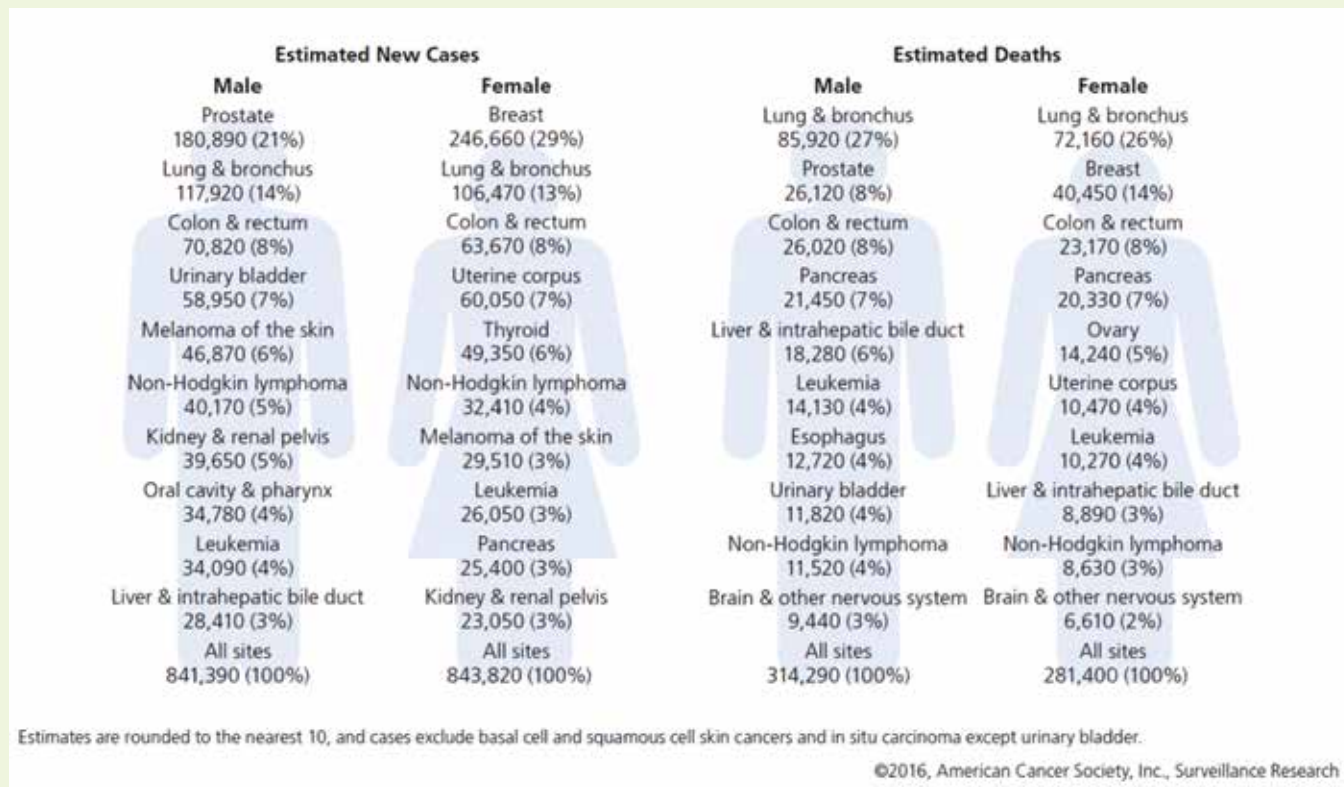 Estimated New Cases
Male
Female
Prostate
180,890 (21%)
Breast
246,660 (29%)
Lung & bronchus
117,920 (14%)
Lung & bronchus
106,470 (13%)
Colon & rectum
70,820 (8%)
Colon & rectum
63,670 (8%)
Urinary bladder
58,950 (7%)
Uterine corpus
60,050 (7%)
Melanoma of the skin
46,870 (6%)
Thyroid
49,350 (6%)
Non-Hodgkin lymphoma
40,170 (5%)
Non-Hodgkin lymphoma
32,410 (4%)
Kidney & renal pelvis
39,650 (5%)
Melanoma of the skin
29,510 (3%)
Oral cavity & pharynx
34,780 (4%)
Leukemia
26,050 (3%)
Leukemia
34,090 (4%)
Pancreas
25,400 (3%)
Liver & intrahepatic bile duct
28,410 (3%)
Kidney & renal pelvis
23,050 (3%)
All sites
841,390 (100%)
All sites
843,820 (100%)
Estimated Deaths
Male
Female
Lung & bronchus
85,920 (27%)
Lung & bronchus
72,160 (26%)
Prostate
26,120 (8%)
Breast
40,450 (14%)
Colon & rectum
26,020 (8%)
Colon & rectum
23,170 (8%)
Pancreas
21,450 (7%)
Pancreas
20,330 (7%)
Liver & intrahepatic bile duct
18,280 (6%)
Ovary
14,240 (5%)
Leukemia
14,130 (4%)
Uterine corpus
10,470 (4%)
Esophagus
12,720 (4%)
Leukemia
10,270 (4%)
Urinary bladder
11,820 (4%)
Liver & intrahepatic bile duct
8,890 (3%)
Non-Hodgkin lymphoma
11,520 (4%)
Non-Hodgkin lymphoma
8,630 (3%)
Brain & other nervous system
9,440 (3%)
Brain & other nervous system
6,610 (2%)
All sites
314,290 (100%)
All sites
281,400 (100%)
Estimates are rounded to the nearest 10, and cases exclude basal cell and squamous cell skin cancers and in situ carcinoma except urinary bladder.
©2016, American Cancer Society, Inc., Surveillance Research